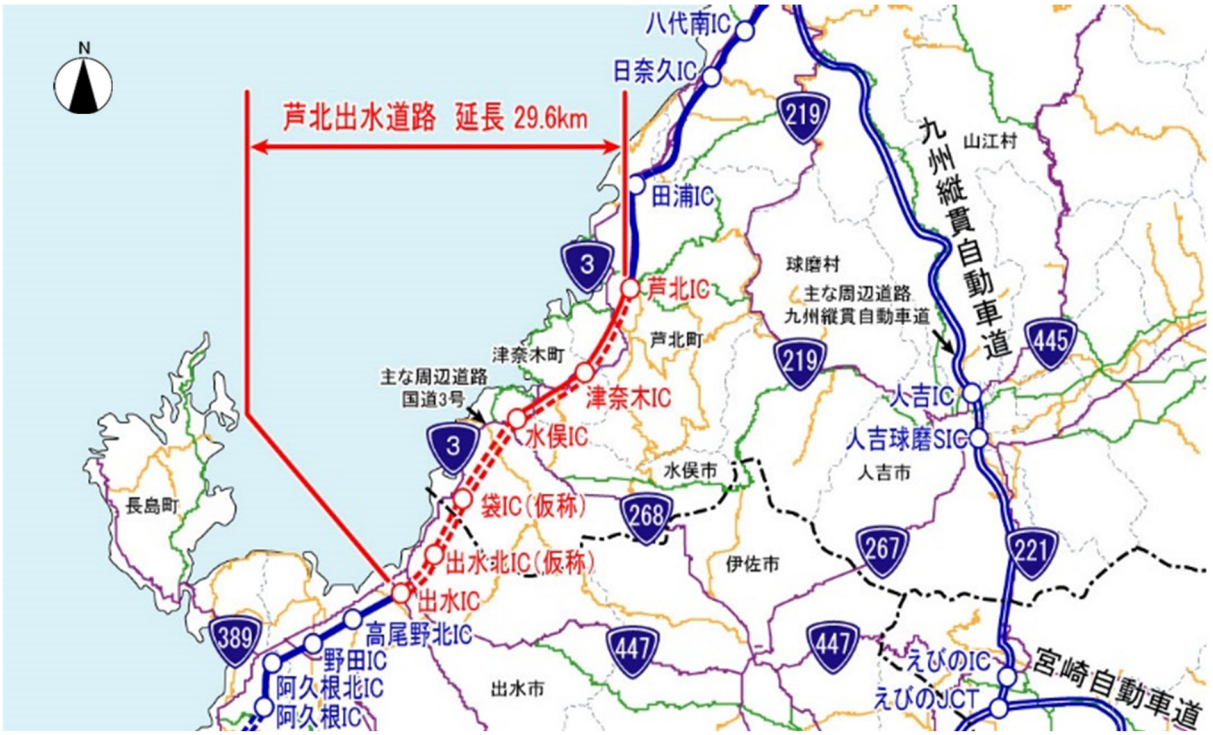 N
八代南IC
日奈久IC
芦北出水道路 延長 29.6km
219
山江村
九州縦貫自動車道
田浦IC
3
球磨村
芦北IC
主な周辺道路
九州縦貫自動車道
芦北町
津奈木町
445
219
主な周辺道路
国道3号
津奈木IC
人吉IC
水俣IC
3
人吉球磨SIC
水俣市
人吉市
長島町
袋IC(仮称)
268
267
221
出水北IC(仮称)
伊佐市
出水IC
389
高尾野北IC
447
447
野田IC
えびのIC
宮崎自動車道
阿久根北IC
出水市
えびのJCT
阿久根IC